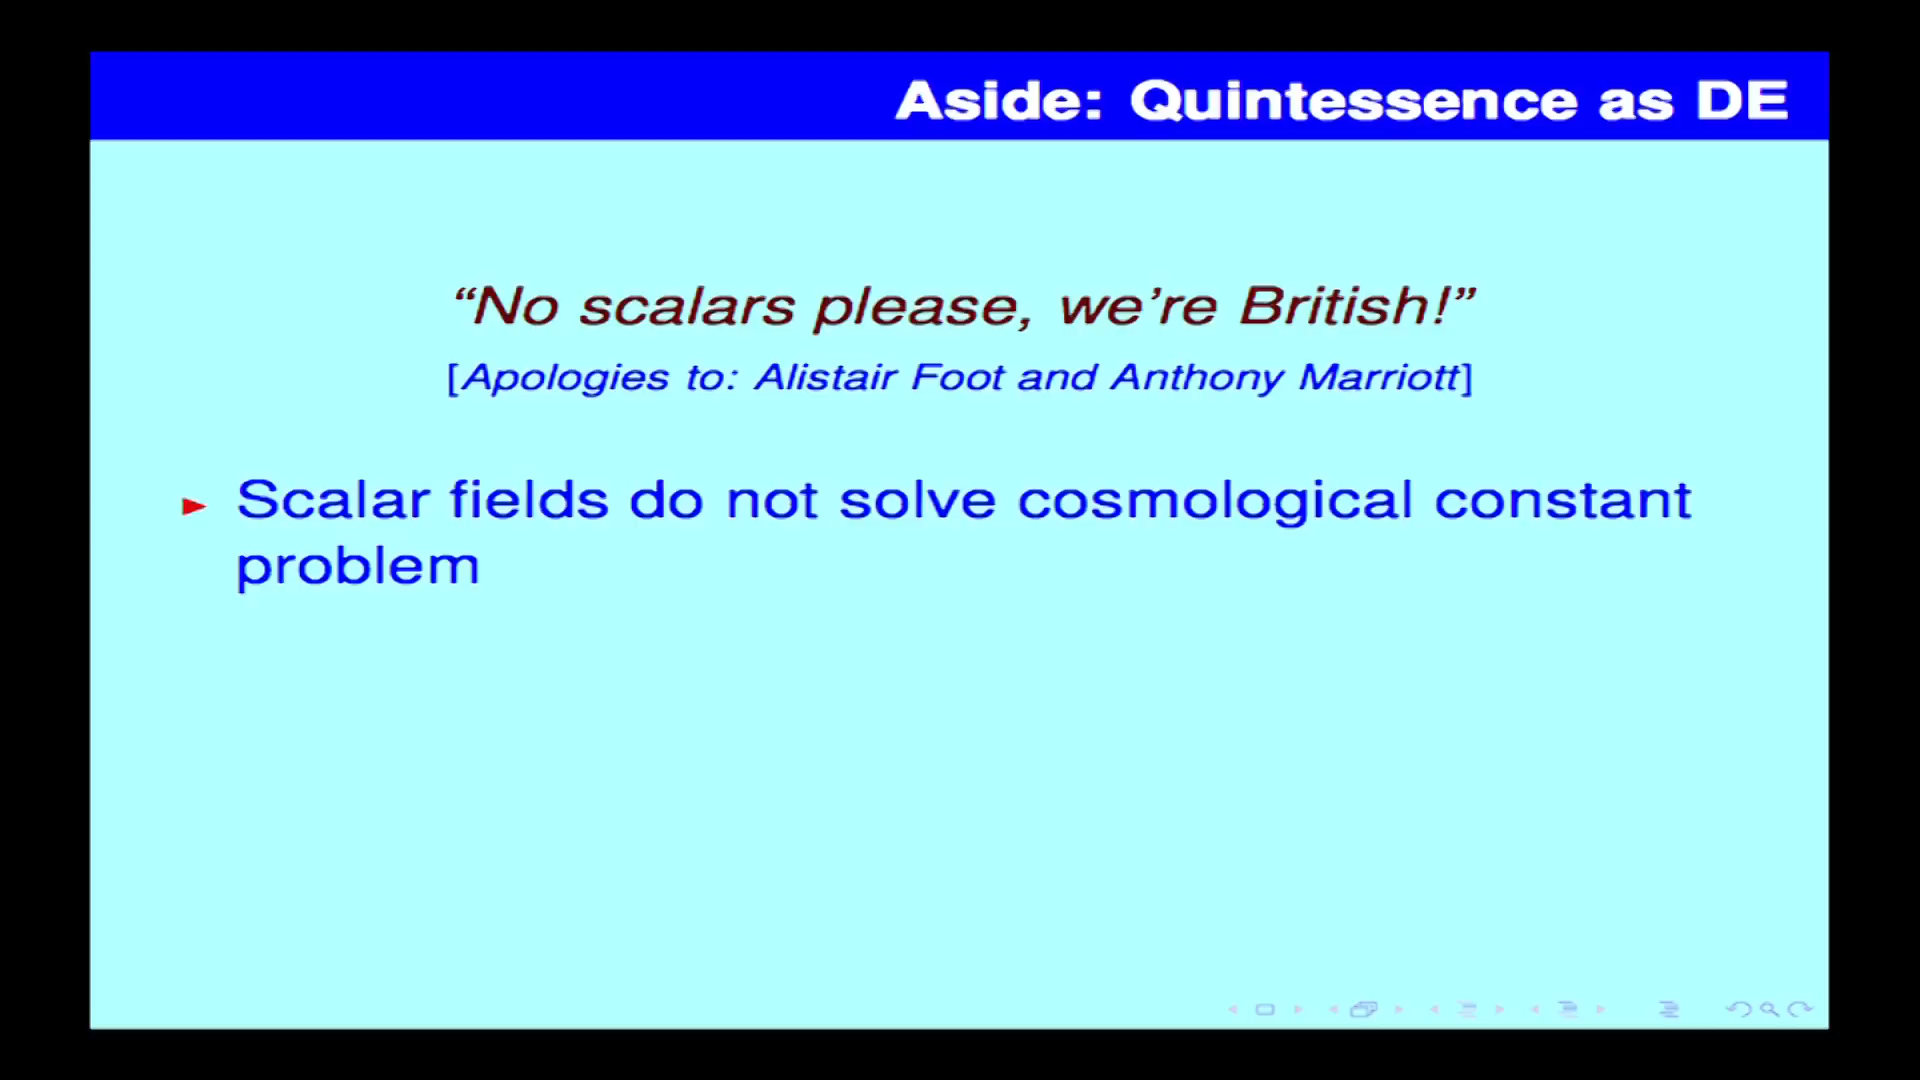 Aside: Quintessence as DE
“No scalars please, we’re British!”
[Apologies to: Alistair Foot and Anthony Marriott]
► Scalar fields do not solve cosmological constant
problem